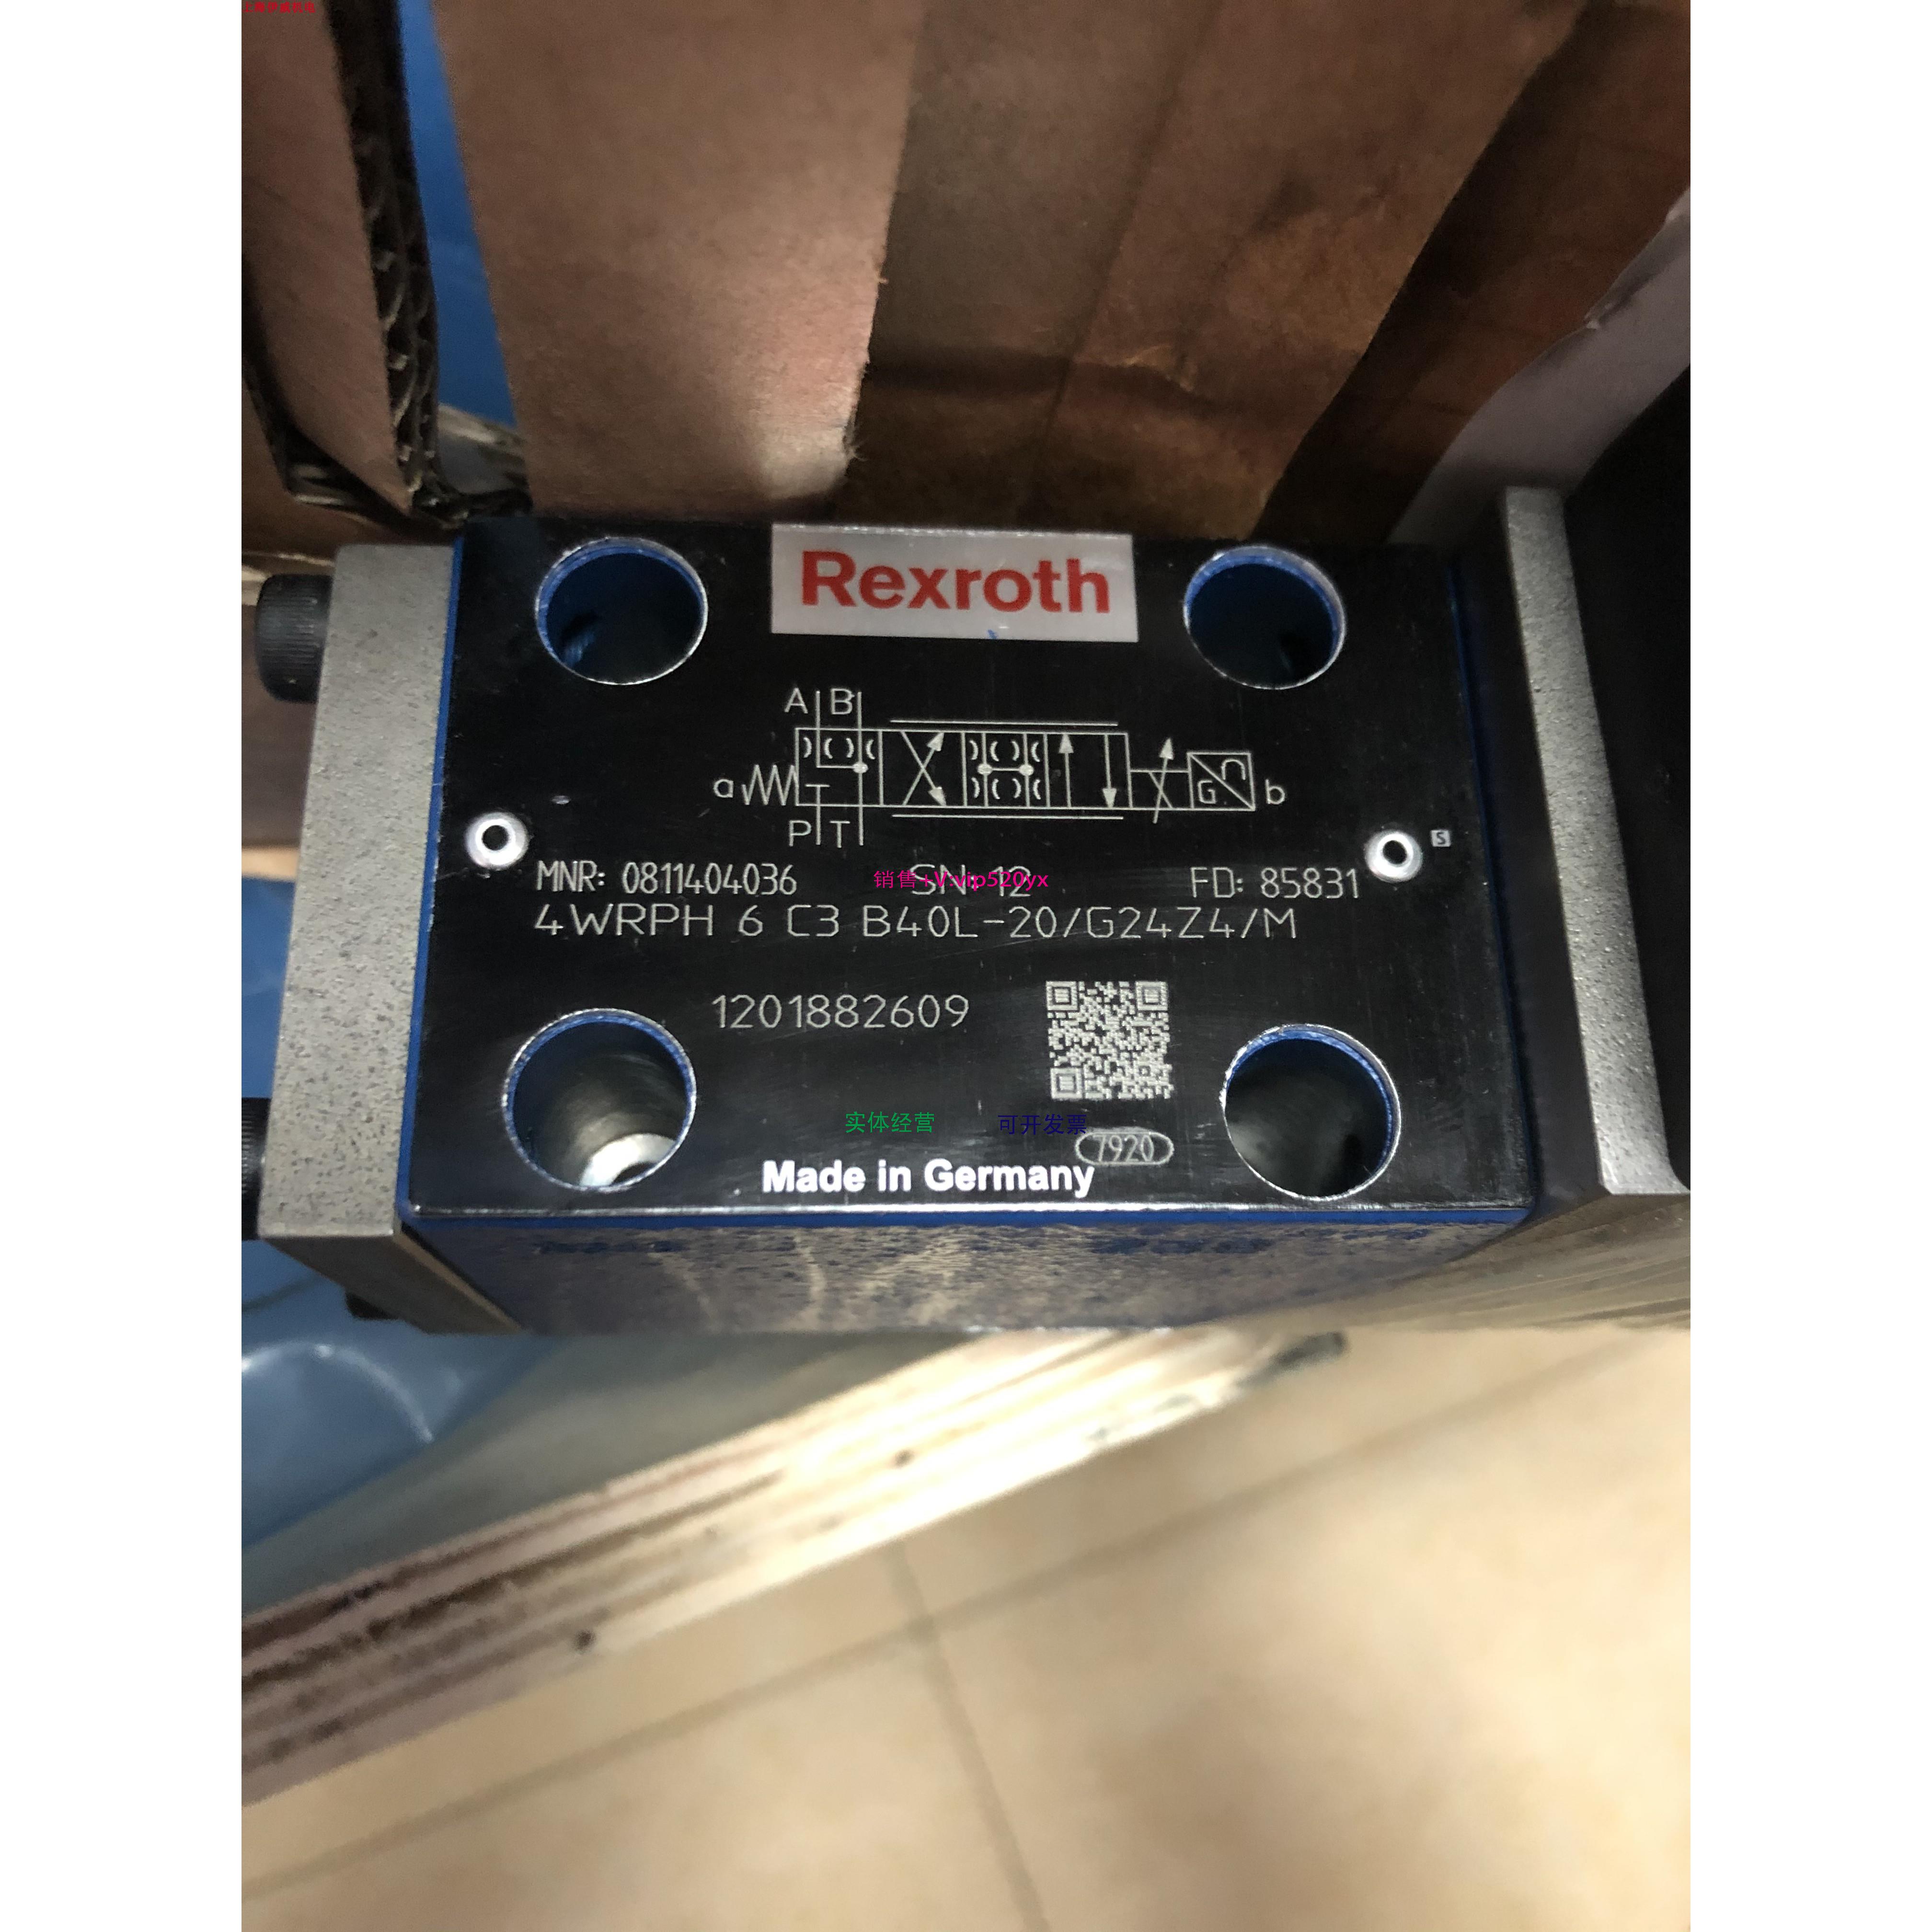 Rexroth
A B
a G b
P T
MNR: 0811404036 SN 12 FD: 85831
销售+V:vip520yx
4WRPH 6 C3 B40L-20/G24Z4/M
1201882609
实体经营 可开发票
7920
Made in Germany